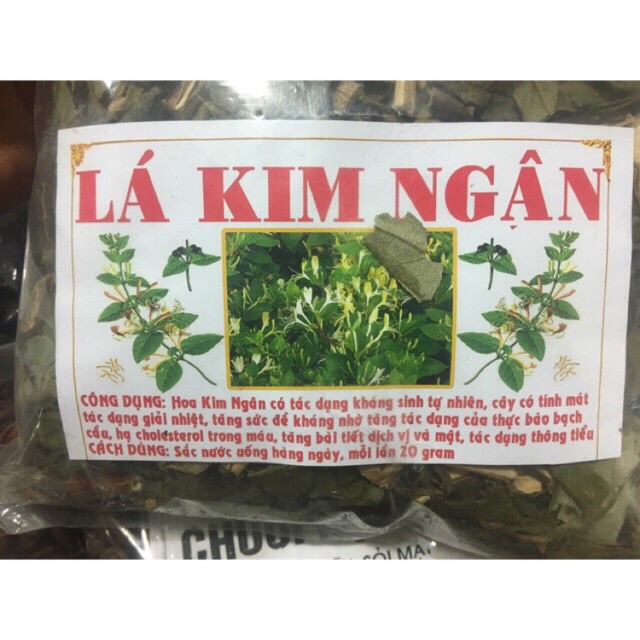 LÁ KIM NGÂN
CÔNG DỤNG: Hoa Kim Ngân có tác dụng kháng sinh tự nhiên, cây có tính mát
tác dụng giải nhiệt, tăng sức đề kháng nhờ tăng tác dụng của thực bảo bạch
cầu, hạ cholesterol trong máu, tăng bài tiết dịch vị và mật, tác dụng thông tiểu
CÁCH DÙNG: Sắc nước uống hàng ngày, mỗi lần 20 gram
SỎI MẬT